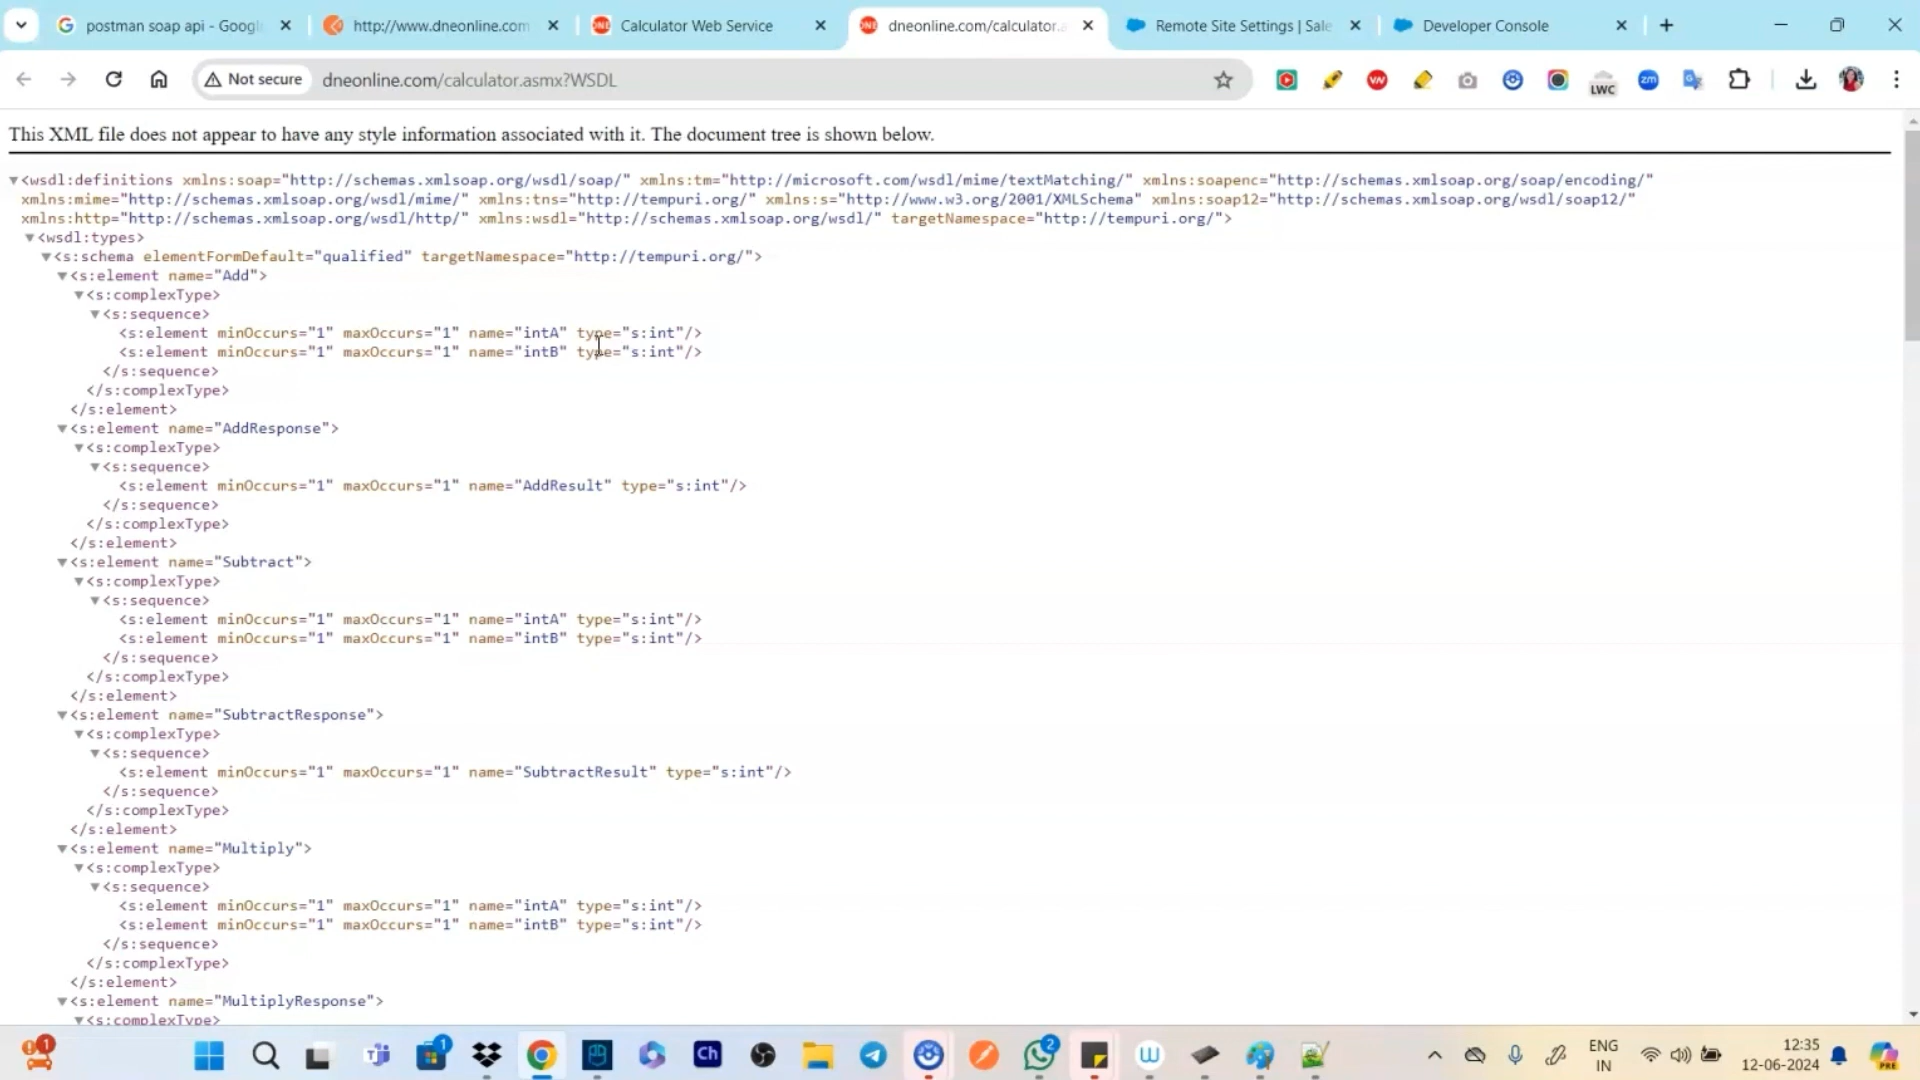 postman soap api - Googl
http://www.dneonline.com
Calculator Web Service
dneonline.com/calculator.a
Remote Site Settings | Sale
Developer Console
Not secure
dneonline.com/calculator.asmx?WSDL
This XML file does not appear to have any style information associated with it. The document tree is shown below.
▼<wsdl:definitions xmlns:soap="http://schemas.xmlsoap.org/wsdl/soap/" xmlns:tm="http://microsoft.com/wsdl/mime/textMatching/" xmlns:soapenc="http://schemas.xmlsoap.org/soap/encoding/"
xmlns:mime="http://schemas.xmlsoap.org/wsdl/mime/" xmlns:tns="http://tempuri.org/" xmlns:s="http://www.w3.org/2001/XMLSchema" xmlns:soap12="http://schemas.xmlsoap.org/wsdl/soap12/"
xmlns:http="http://schemas.xmlsoap.org/wsdl/http/" xmlns:wsdl="http://schemas.xmlsoap.org/wsdl/" targetNamespace="http://tempuri.org/">
▼<wsdl:types>
▼<s:schema elementFormDefault="qualified" targetNamespace="http://tempuri.org/">
▼<s:element name="Add">
▼<s:complexType>
▼<s:sequence>
<s:element minOccurs="1" maxOccurs="1" name="intA" type="s:int"/>
<s:element minOccurs="1" maxOccurs="1" name="intB" type="s:int"/>
</s:sequence>
</s:complexType>
</s:element>
▼<s:element name="AddResponse">
▼<s:complexType>
▼<s:sequence>
<s:element minOccurs="1" maxOccurs="1" name="AddResult" type="s:int"/>
</s:sequence>
</s:complexType>
</s:element>
▼<s:element name="Subtract">
▼<s:complexType>
▼<s:sequence>
<s:element minOccurs="1" maxOccurs="1" name="intA" type="s:int"/>
<s:element minOccurs="1" maxOccurs="1" name="intB" type="s:int"/>
</s:sequence>
</s:complexType>
</s:element>
▼<s:element name="SubtractResponse">
▼<s:complexType>
▼<s:sequence>
<s:element minOccurs="1" maxOccurs="1" name="SubtractResult" type="s:int"/>
</s:sequence>
</s:complexType>
</s:element>
▼<s:element name="Multiply">
▼<s:complexType>
▼<s:sequence>
<s:element minOccurs="1" maxOccurs="1" name="intA" type="s:int"/>
<s:element minOccurs="1" maxOccurs="1" name="intB" type="s:int"/>
</s:sequence>
</s:complexType>
</s:element>
▼<s:element name="MultiplyResponse">
▼<s:complexType>
ENG
IN
12:35
12-06-2024
LWC
zm
Ch
PRE
1
1
2